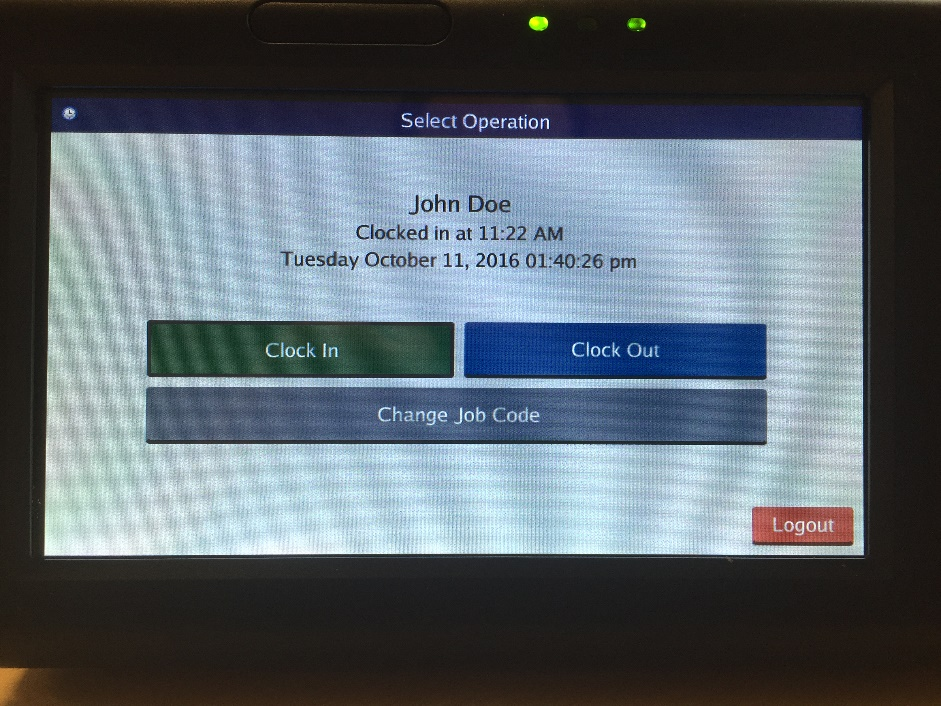 Select Operation
John Doe
Clocked in at 11:22 AM
Tuesday October 11, 2016 01:40:26 pm
Clock In
Clock Out
Change Job Code
Logout